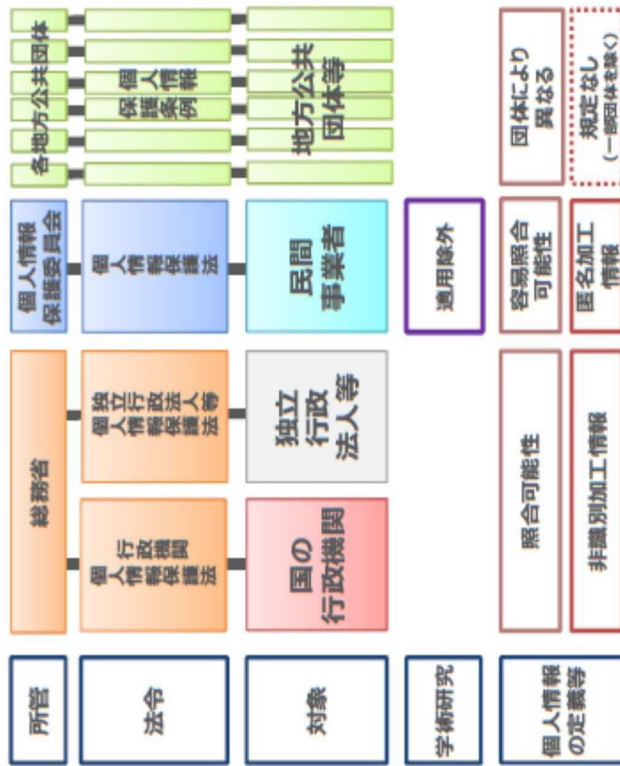 所管
総務省
個人情報
保護委員会
各地方公共団体
法令
行政機関
個人情報保護法
独立行政法人等
個人情報保護法
個人情報保護法
個人情報
保護条例
対象
国の
行政機関
独立
行政
法人等
民間
事業者
地方公共
団体等
学術研究
適用除外
個人情報
の定義等
照合可能性
容易照合
可能性
団体により
異なる
非識別加工情報
匿名加工
情報
規定なし
(一部団体を除く)